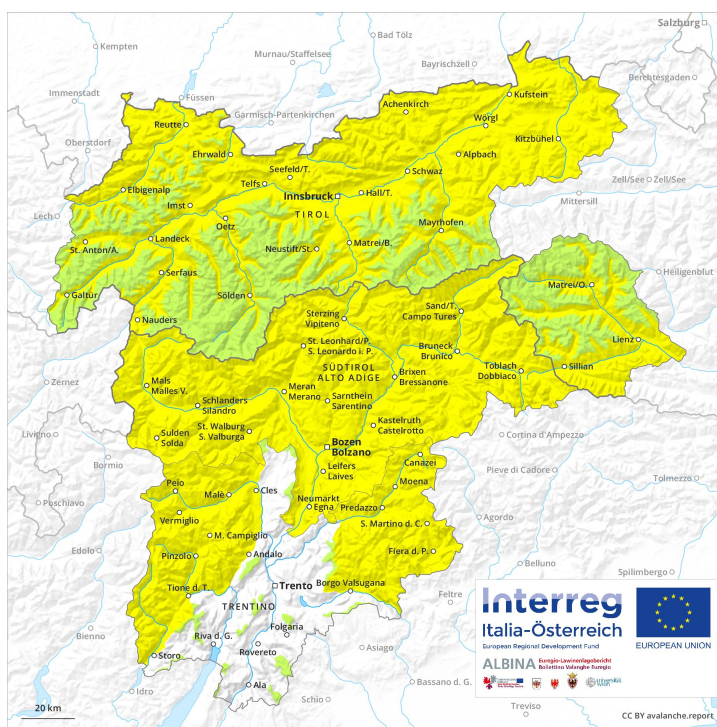 Salzburg
Kempten
Bad Tölz
Murnau/Staffelsee
Bayrischzell
Berchtesgaden
Immenstadt
Füssen
Garmisch-Partenkirchen
Achenkirch
Kufstein
Reutte
Wörgl
Oberstdorf
Ehrwald
Kitzbühel
Alpbach
Seefeld/T.
Schwaz
Telfs
Zell/See
Zell/See
Elbigenalp
Innsbruck
Hall/T.
Mittersill
Imst
Lech
TIROL
Oetz
Mayrhofen
Landeck
St. Anton/A.
Neustift/St.
Matrei/B.
Serfaus
Heiligenblut
Matrei/O.
Galtür
Sölden
Nauders
Sand/T.
Campo Tures
Sterzing
Vipiteno
Lienz
St. Leonhard/P.
S. Leonardo i. P.
Bruneck
Brunico
Toblach
Dobbiaco
Sillian
SÜDTIROL
ALTO ADIGE
Brixen
Bressanone
Zernez
Mals
Malles V.
Meran
Merano
Schlanders
Silandro
Sarnthein
Sarentino
St. Walburg
S. Valburga
Kastelruth
Castelrotto
Livigno
Sulden
Solda
Bozen
Bolzano
Cortina d Ampezzo
Bormio
Leifers
Laives
Canazei
Pieve di Cadore
Tolmezzo
Peio
Moena
Malè
Cles
Neumarkt
Egna
Poschiavo
Predazzo
Vermiglio
Agordo
S. Martino d. C.
M. Campiglio
Edolo
Pinzolo
Andalo
Fiera d. P.
Belluno
Trento
Borgo Valsugana
Spilimbergo
Tione d. T.
Feltre
TRENTINO
Folgaria
Bienno
Riva d. G.
Rovereto
Asiago
Storo
Idro
Ala
Bassano d. G.
Schio
Treviso
Interreg
Italia-Österreich
European Regional Development Fund
EUROPEAN UNION
ALBINA Euregio-Lawinenlagebericht
Bollettino Valanghe Euregio
universität
wien
20 km
CC BY avalanche.report